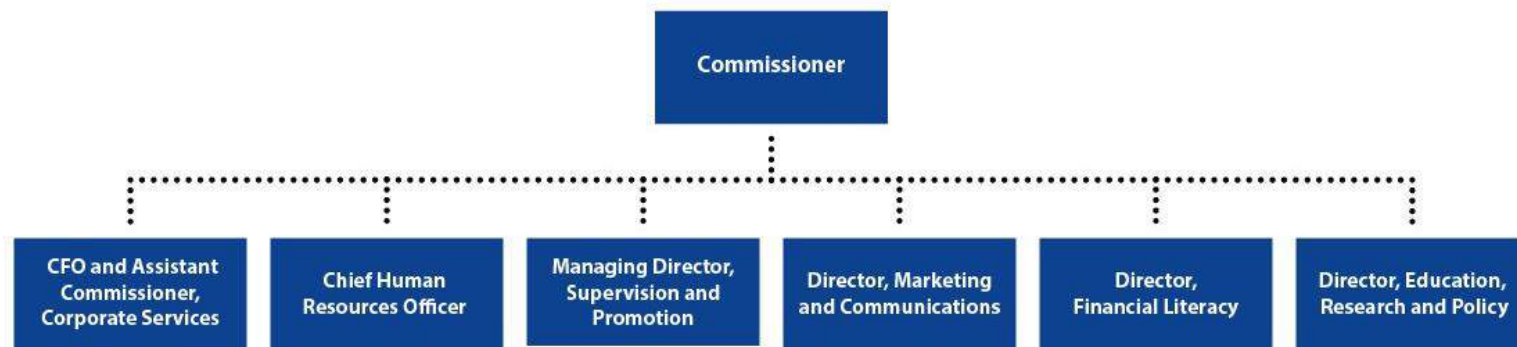 Commissioner
CFO and Assistant
Commissioner,
Corporate Services
Chief Human
Resources Officer
Managing Director,
Supervision and
Promotion
Director, Marketing
and Communications
Director,
Financial Literacy
Director, Education,
Research and Policy